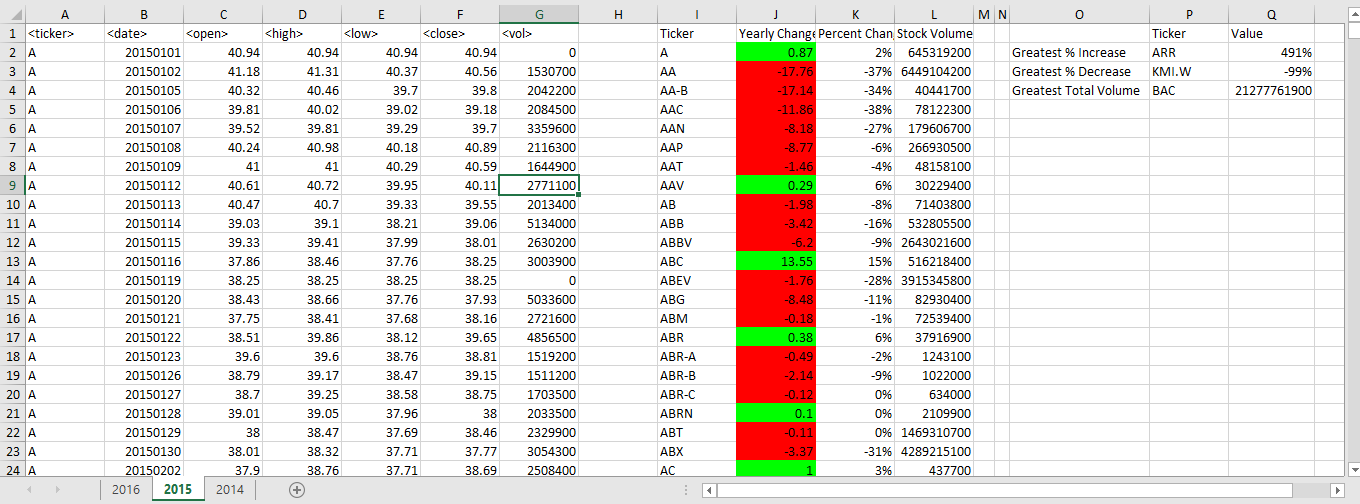 A B C D E F G H I J K L M N O P Q
1 <ticker> <date> <open> <high> <low> <close> <vol> Ticker Yearly Change Percent Chan Stock Volume Ticker Value
2 A 20150101 40.94 40.94 40.94 40.94 0 A 0.87 2% 645319200 Greatest % Increase ARR 491%
3 A 20150102 41.18 41.31 40.37 40.56 1530700 AA -17.76 -37% 6449104200 Greatest % Decrease KMI.W -99%
4 A 20150105 40.32 40.46 39.7 39.8 2042200 AA-B -17.14 -34% 40441700 Greatest Total Volume BAC 21277761900
5 A 20150106 39.81 40.02 39.02 39.18 2084500 AAC -11.86 -38% 78122300
6 A 20150107 39.52 39.81 39.29 39.7 3359600 AAN -8.18 -27% 179606700
7 A 20150108 40.24 40.98 40.18 40.89 2116300 AAP -8.77 -6% 266930500
8 A 20150109 41 41 40.29 40.59 1644900 AAT -1.46 -4% 48158100
9 A 20150112 40.61 40.72 39.95 40.11 2771100 AAV 0.29 6% 30229400
10 A 20150113 40.47 40.7 39.33 39.55 2013400 AB -1.98 -8% 71403800
11 A 20150114 39.03 39.1 38.21 39.06 5134000 ABB -3.42 -16% 532805500
12 A 20150115 39.33 39.41 37.99 38.01 2630200 ABBV -6.2 -9% 2643021600
13 A 20150116 37.86 38.46 37.76 38.25 3003900 ABC 13.55 15% 516218400
14 A 20150119 38.25 38.25 38.25 38.25 0 ABEV -1.76 -28% 3915345800
15 A 20150120 38.43 38.66 37.76 37.93 5033600 ABG -8.48 -11% 82930400
16 A 20150121 37.75 38.41 37.68 38.16 2721600 ABM -0.18 -1% 72539400
17 A 20150122 38.51 39.86 38.12 39.65 4856500 ABR 0.38 6% 37916900
18 A 20150123 39.6 39.6 38.76 38.81 1519200 ABR-A -0.49 -2% 1243100
19 A 20150126 38.79 39.17 38.47 39.15 1511200 ABR-B -2.14 -9% 1022000
20 A 20150127 38.7 39.25 38.58 38.75 1703500 ABR-C -0.12 0% 634000
21 A 20150128 39.01 39.05 37.96 38 2033500 ABRN 0.1 0% 2109900
22 A 20150129 38 38.47 37.69 38.46 2329900 ABT -0.11 0% 1469310700
23 A 20150130 38.01 38.32 37.71 37.77 3054300 ABX -3.37 -31% 4289215100
24 A 20150202 37.9 38.76 37.71 38.69 2508400 AC 1 3% 437700
2016 2015 2014